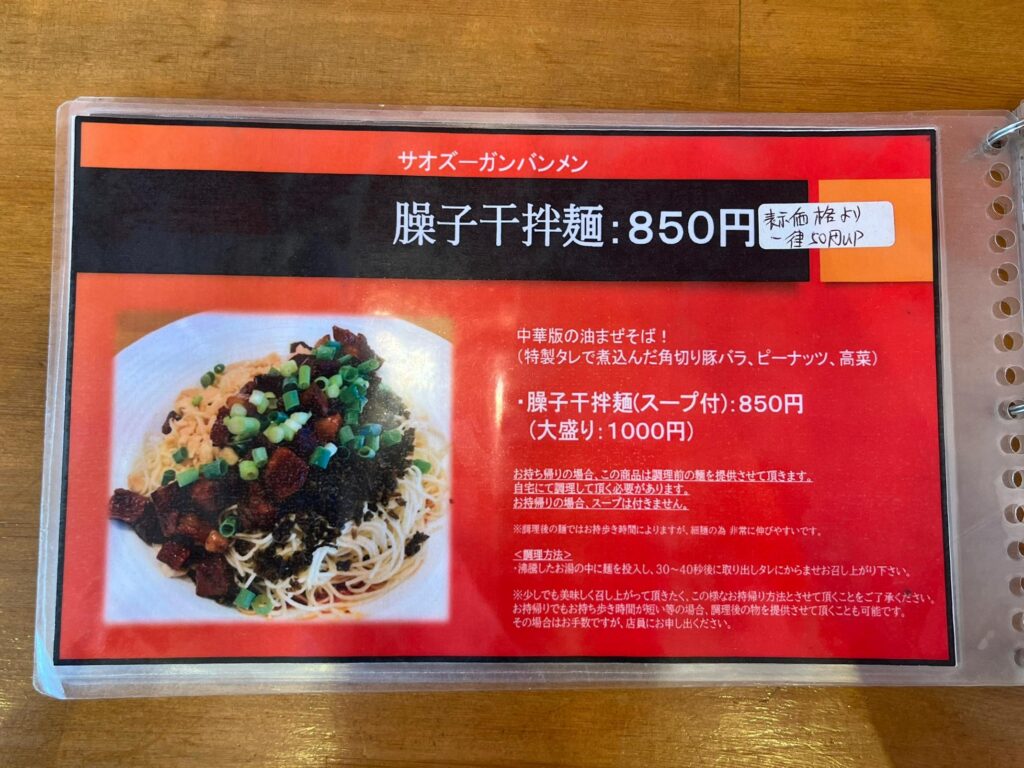 サオズーガンバンメン
臊子干拌麺：850円
表示価格より
一律50円UP
中華版の油まぜそば！
（特製タレで煮込んだ角切り豚バラ、ピーナッツ、高菜）
・臊子干拌麺(スープ付)：850円
（大盛り：1000円）
お持ち帰りの場合、この商品は調理前の麺を提供させて頂きます。
自宅にて調理して頂く必要があります。
お持帰りの場合、スープは付きません。
※調理後の麺ではお持歩き時間によりますが、細麺の為 非常に伸びやすいです。
＜調理方法＞
・沸騰したお湯の中に麺を投入し、30～40秒後に取り出しタレにからませお召し上がり下さい。
※少しでも美味しく召し上がって頂きたく、この様なお持帰り方法とさせて頂くことをご了承ください。
お持帰りでもお持ち歩き時間が短い等の場合、調理後の物を提供させて頂くことも可能です。
その場合はお手数ですが、店員にお申し出ください。